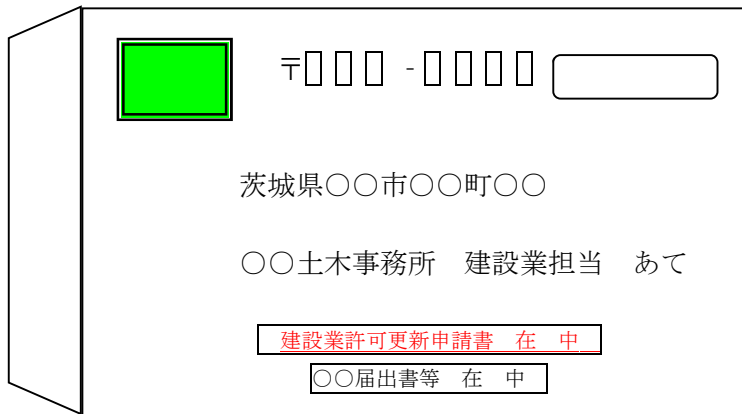 〒□□□-□□□□
茨城県○○市○○町○○
○○土木事務所　建設業担当　あて
建設業許可更新申請書　在　中
○○届出書等　在　中